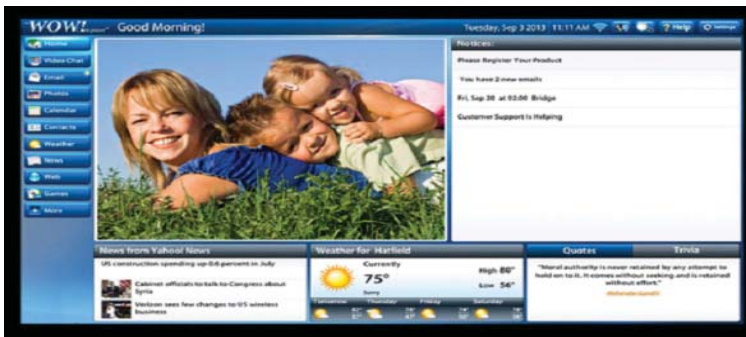 WOW! Good Morning!
Tuesday, Sep 3 2013 11:11 AM
? Help
Settings
Home
Video Chat
Email
Photos
Calendar
Contacts
Weather
News
Web
Games
More
Notices:
Please Register Your Product
You have 2 new emails
Fri, Sep 20 at 02:00 Bridge
Customer Support Is Helping
News from Yahoo! News
US construction spending up 0.6 percent in July
Cabinet officials to talk to Congress about
Syria
Verizon sees few changes to US wireless
business
Weather for Hatfield
Currently
75°
Sunny
High 80°
Low 56°
Tomorrow Thursday Friday Saturday
Quotes Trivia
"Moral authority is never retained by any attempt to
hold on to it. It comes without seeking and is retained
without effort."